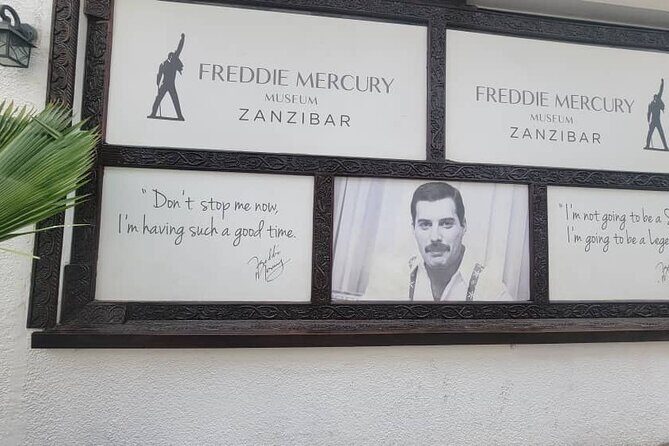 FREDDIE MERCURY
MUSEUM
ZANZIBAR
FREDDIE MERCURY
MUSEUM
ZANZIBAR
"Don't stop me now,
I'm having such a good time.
"I'm not going to be a
I'm going to be a Lege